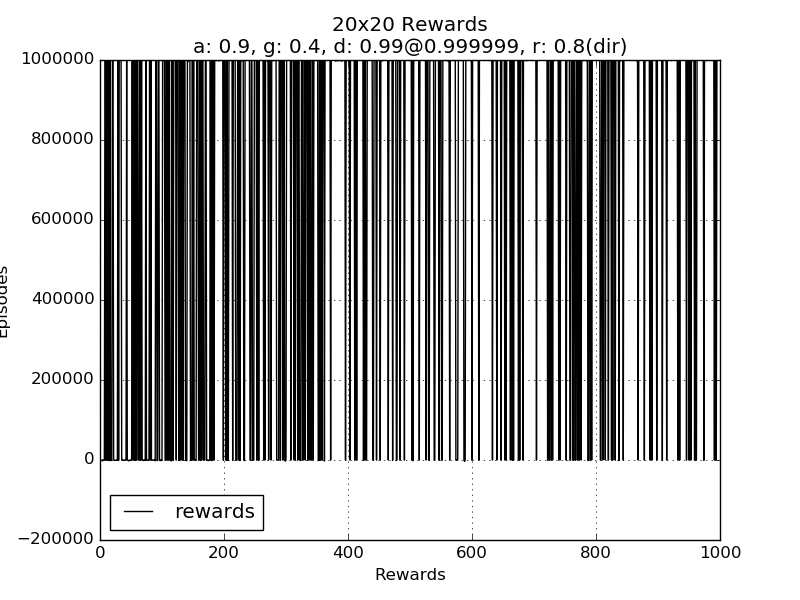 20x20 Rewards
a: 0.9, g: 0.4, d: 0.99@0.999999, r: 0.8(dir)
1000000
800000
600000
400000
200000
0
−200000
Episodes
rewards
0 200 400 600 800 1000
Rewards